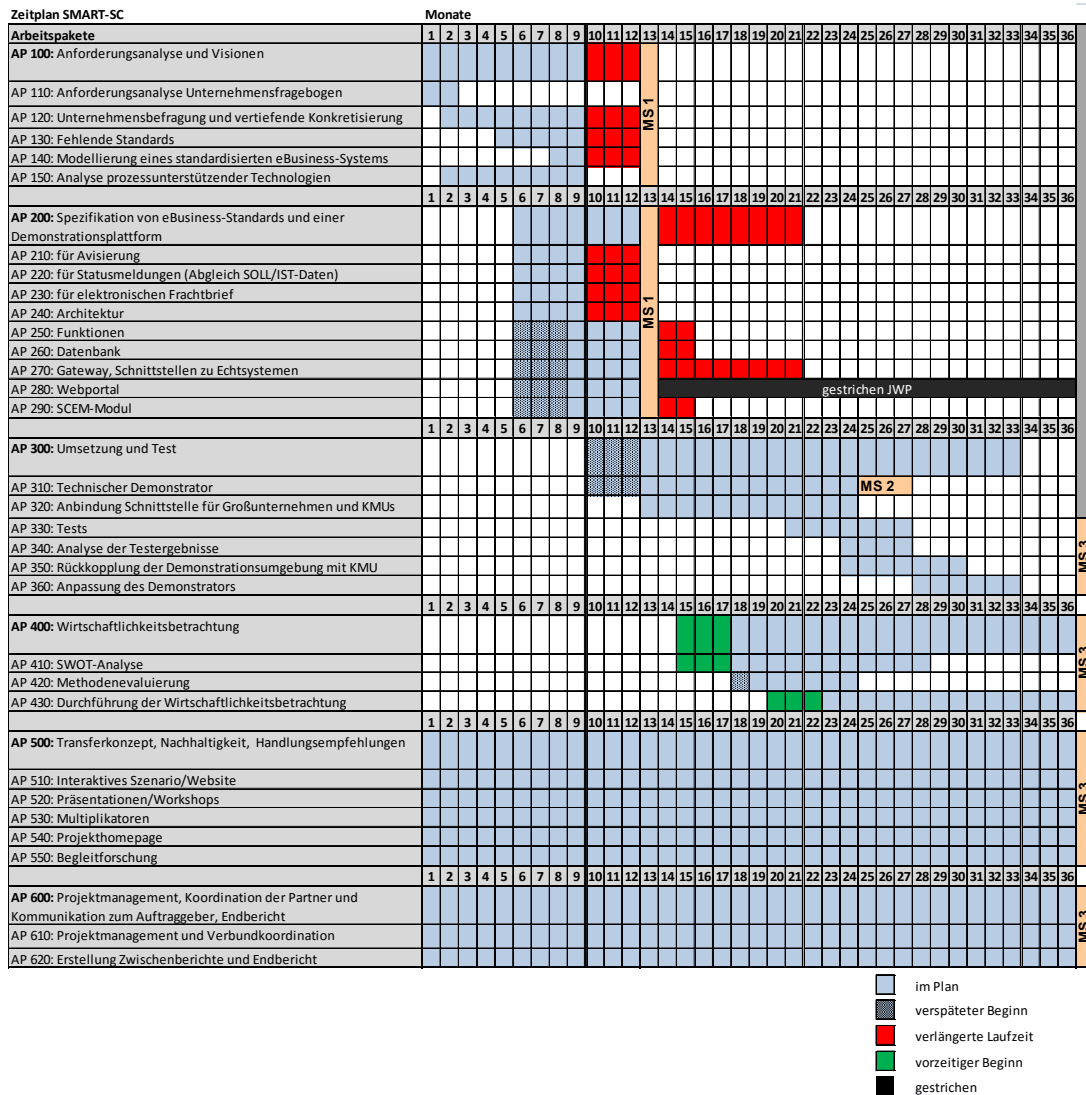 Zeitplan SMART-SC Monate
Arbeitspakete 1 2 3 4 5 6 7 8 9 10 11 12 13 14 15 16 17 18 19 20 21 22 23 24 25 26 27 28 29 30 31 32 33 34 35 36
AP 100: Anforderungsanalyse und Visionen
AP 110: Anforderungsanalyse Unternehmensfragebogen
AP 120: Unternehmensbefragung und vertiefende Konkretisierung
AP 130: Fehlende Standards
AP 140: Modellierung eines standardisierten eBusiness-Systems
AP 150: Analyse prozessunterstützender Technologien
MS 1
1 2 3 4 5 6 7 8 9 10 11 12 13 14 15 16 17 18 19 20 21 22 23 24 25 26 27 28 29 30 31 32 33 34 35 36
AP 200: Spezifikation von eBusiness-Standards und einer
Demonstrationsplattform
AP 210: für Avisierung
AP 220: für Statusmeldungen (Abgleich SOLL/IST-Daten)
AP 230: für elektronischen Frachtbrief
AP 240: Architektur
AP 250: Funktionen
AP 260: Datenbank
AP 270: Gateway, Schnittstellen zu Echtsystemen
AP 280: Webportal gestrichen JWP
AP 290: SCEM-Modul
MS 1
1 2 3 4 5 6 7 8 9 10 11 12 13 14 15 16 17 18 19 20 21 22 23 24 25 26 27 28 29 30 31 32 33 34 35 36
AP 300: Umsetzung und Test
AP 310: Technischer Demonstrator MS 2
AP 320: Anbindung Schnittstelle für Großunternehmen und KMUs
AP 330: Tests
AP 340: Analyse der Testergebnisse
AP 350: Rückkopplung der Demonstrationsumgebung mit KMU
AP 360: Anpassung des Demonstrators
MS 3
1 2 3 4 5 6 7 8 9 10 11 12 13 14 15 16 17 18 19 20 21 22 23 24 25 26 27 28 29 30 31 32 33 34 35 36
AP 400: Wirtschaftlichkeitsbetrachtung
AP 410: SWOT-Analyse
AP 420: Methodenevaluierung
AP 430: Durchführung der Wirtschaftlichkeitsbetrachtung
MS 3
1 2 3 4 5 6 7 8 9 10 11 12 13 14 15 16 17 18 19 20 21 22 23 24 25 26 27 28 29 30 31 32 33 34 35 36
AP 500: Transferkonzept, Nachhaltigkeit, Handlungsempfehlungen
AP 510: Interaktives Szenario/Website
AP 520: Präsentationen/Workshops
AP 530: Multiplikatoren
AP 540: Projekthomepage
AP 550: Begleitforschung
MS 3
1 2 3 4 5 6 7 8 9 10 11 12 13 14 15 16 17 18 19 20 21 22 23 24 25 26 27 28 29 30 31 32 33 34 35 36
AP 600: Projektmanagement, Koordination der Partner und
Kommunikation zum Auftraggeber, Endbericht
AP 610: Projektmanagement und Verbundkoordination
AP 620: Erstellung Zwischenberichte und Endbericht
MS 3
im Plan
verspäteter Beginn
verlängerte Laufzeit
vorzeitiger Beginn
gestrichen